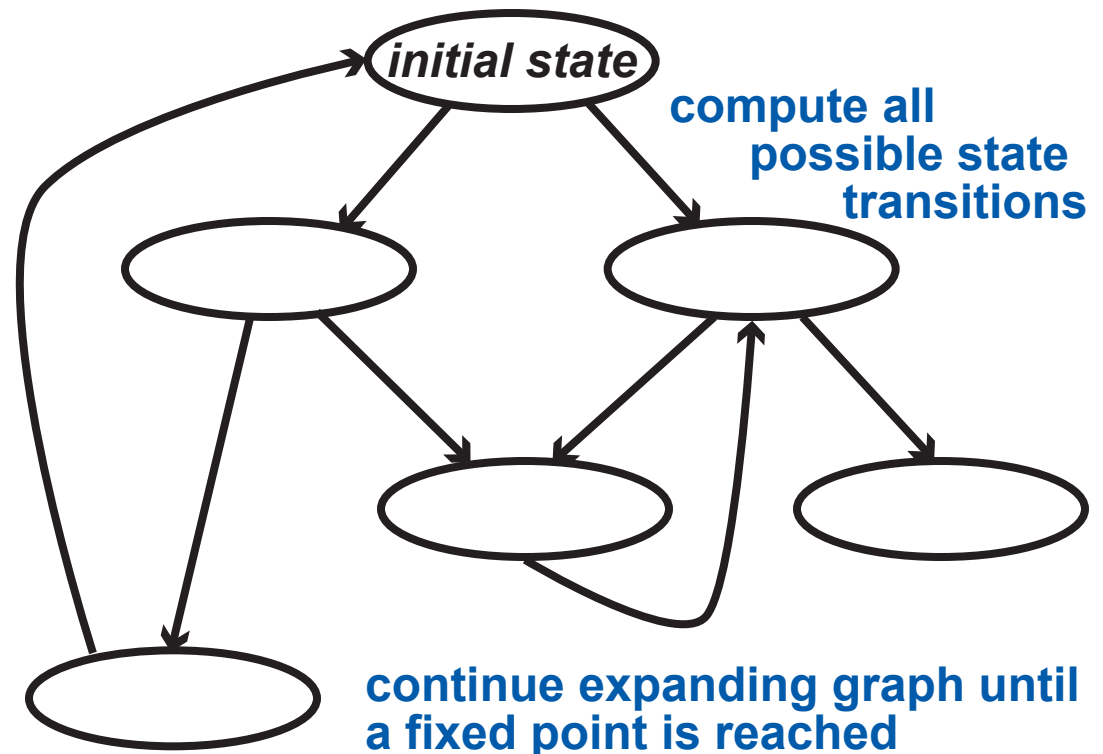 initial state
compute all
possible state
transitions
continue expanding graph until
a fixed point is reached